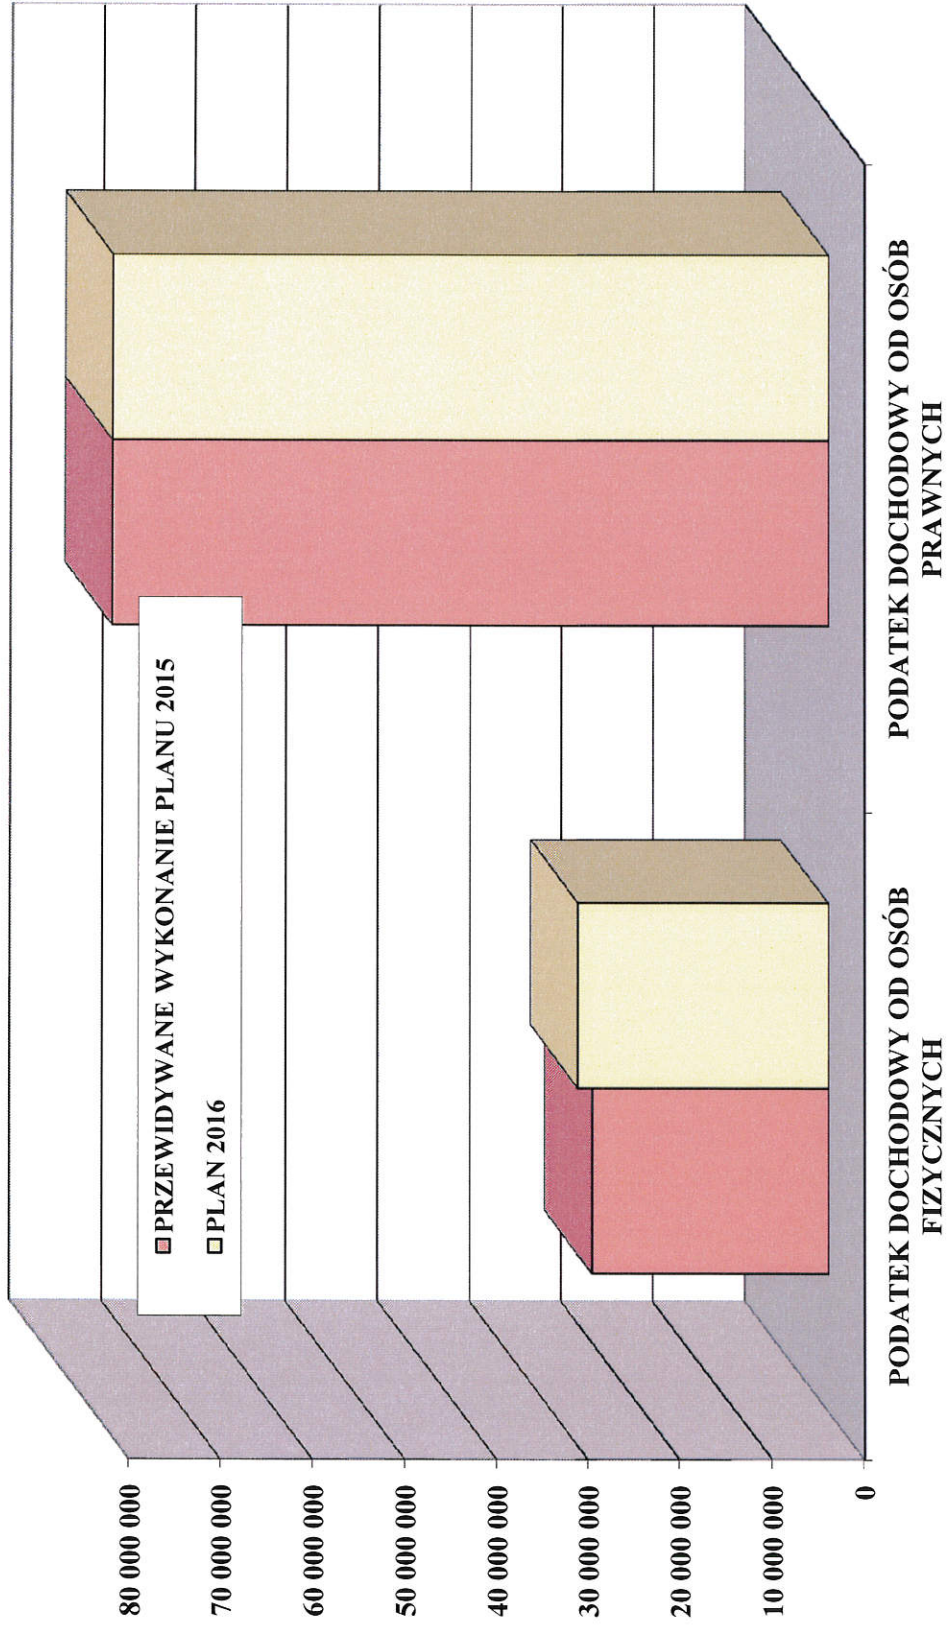 PRZEWIDYWANE WYKONANIE PLANU 2015
PLAN 2016
80 000 000
70 000 000
60 000 000
50 000 000
40 000 000
30 000 000
20 000 000
10 000 000
0
PODATEK DOCHODOWY OD OSÓB
FIZYCZNYCH
PODATEK DOCHODOWY OD OSÓB
PRAWNYCH